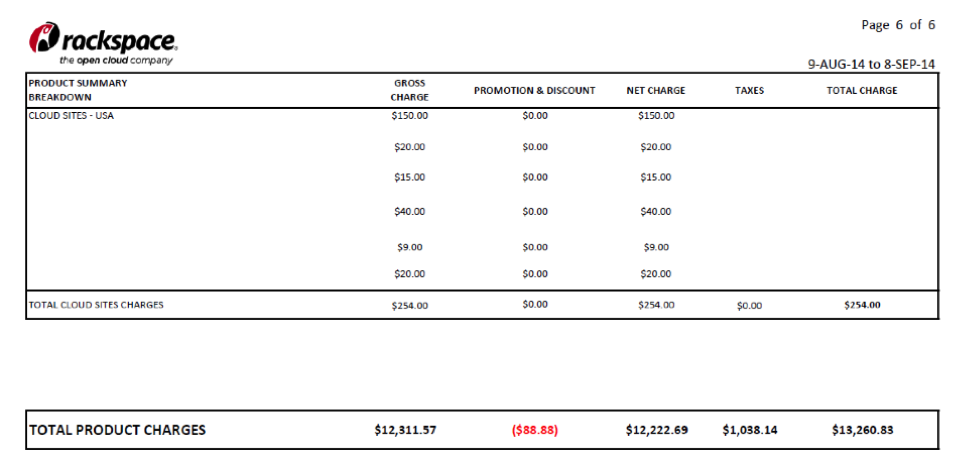 Page 6 of 6
rackspace.
the open cloud company
9-AUG-14 to 8-SEP-14
PRODUCT SUMMARY BREAKDOWN GROSS CHARGE PROMOTION & DISCOUNT NET CHARGE TAXES TOTAL CHARGE
CLOUD SITES - USA $150.00 $0.00 $150.00
$20.00 $0.00 $20.00
$15.00 $0.00 $15.00
$40.00 $0.00 $40.00
$9.00 $0.00 $9.00
$20.00 $0.00 $20.00
TOTAL CLOUD SITES CHARGES $254.00 $0.00 $254.00 $0.00 $254.00
TOTAL PRODUCT CHARGES $12,311.57 ($88.88) $12,222.69 $1,038.14 $13,260.83